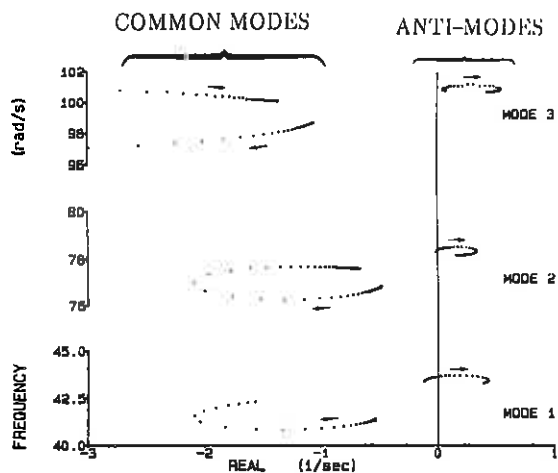 COMMON MODES
ANTI-MODES
102
100
98
96
(rad/s)
MODE 3
80
78
76
MODE 2
45.0
42.5
40.0
FREQUENCY
MODE 1
-3
-2
-1
0
1
REAL (1/sec)